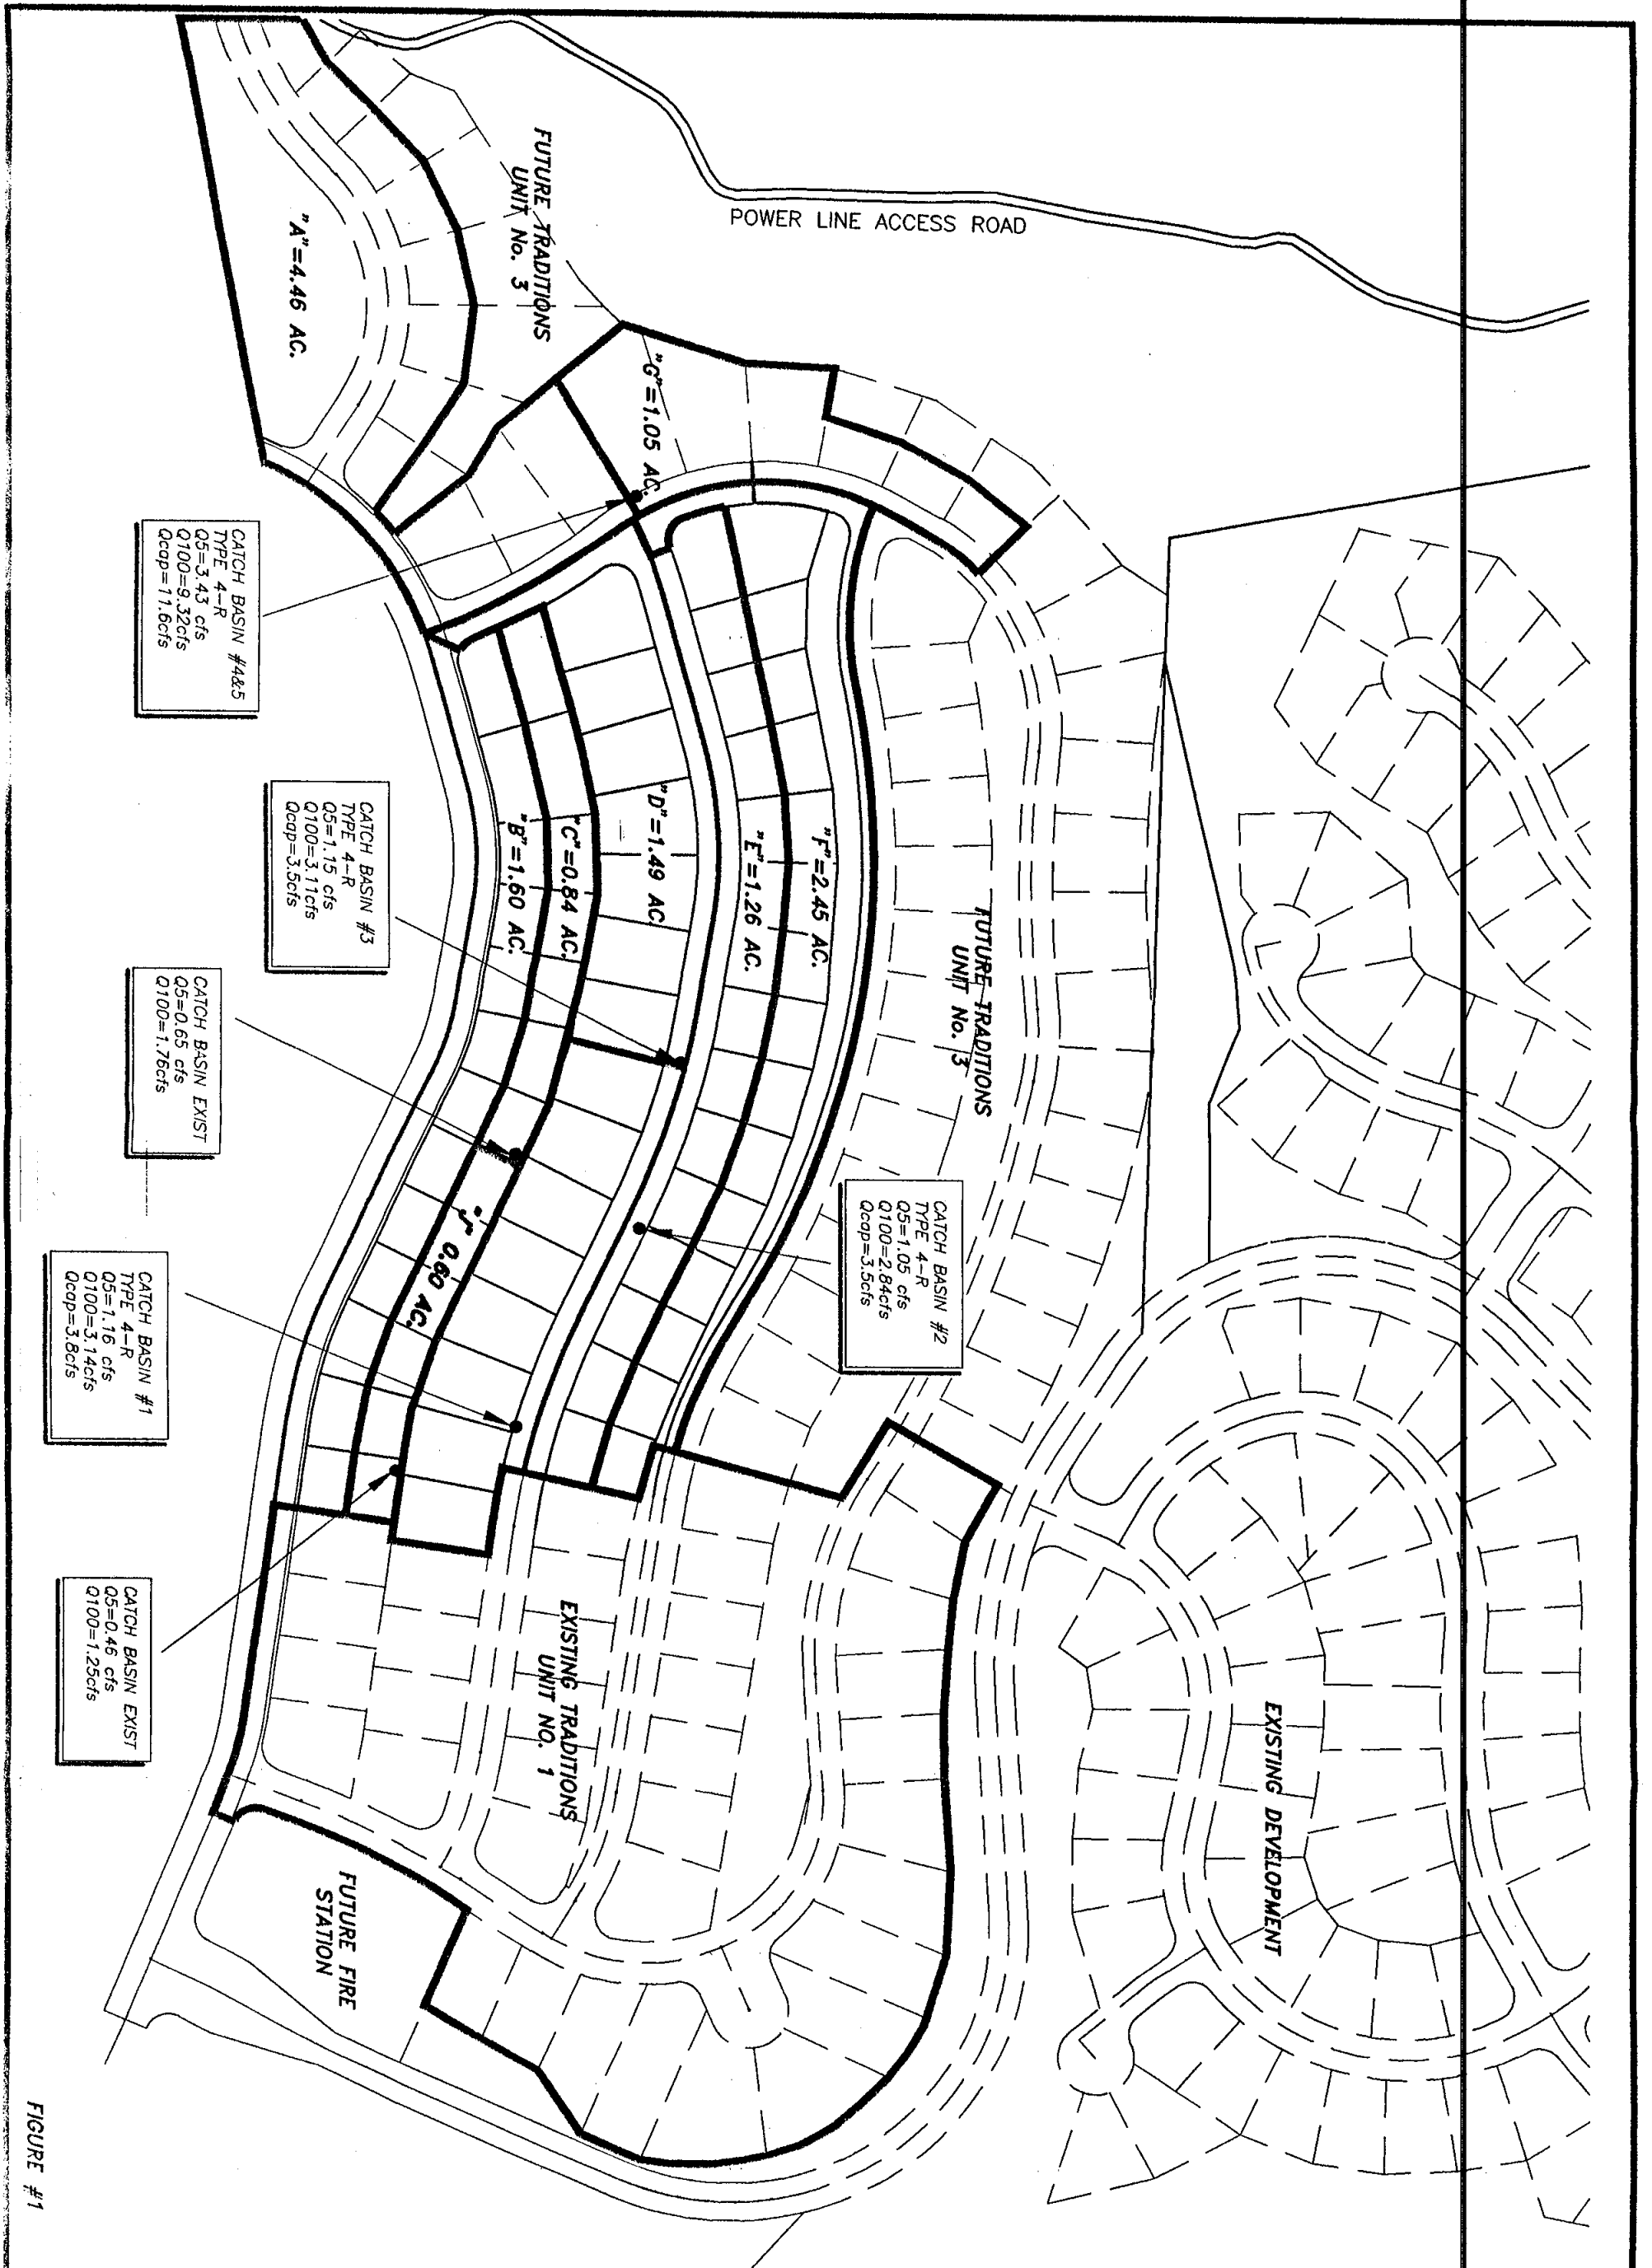 POWER LINE ACCESS ROAD
FUTURE TRADITIONS
UNIT No. 3
"A"=4.46 AC.
"G"=1.05 AC.
CATCH BASIN #4&5
TYPE 4-R
Q5=3.43 cfs
Q100=9.32cfs
Qcap=11.6cfs
"F"=2.45 AC.
"E"=1.26 AC.
"D"=1.49 AC.
"C"=0.84 AC.
"B"=1.60 AC.
FUTURE TRADITIONS
UNIT No. 3
CATCH BASIN #3
TYPE 4-R
Q5=1.15 cfs
Q100=3.11cfs
Qcap=3.5cfs
CATCH BASIN EXIST
Q5=0.65 cfs
Q100=1.76cfs
CATCH BASIN #2
TYPE 4-R
Q5=1.05 cfs
Q100=2.84cfs
Qcap=3.5cfs
"J" 0.60 AC.
CATCH BASIN #1
TYPE 4-R
Q5=1.16 cfs
Q100=3.14cfs
Qcap=3.8cfs
CATCH BASIN EXIST
Q5=0.46 cfs
Q100=1.25cfs
EXISTING TRADITIONS
UNIT NO. 1
EXISTING DEVELOPMENT
FUTURE FIRE
STATION
FIGURE #1